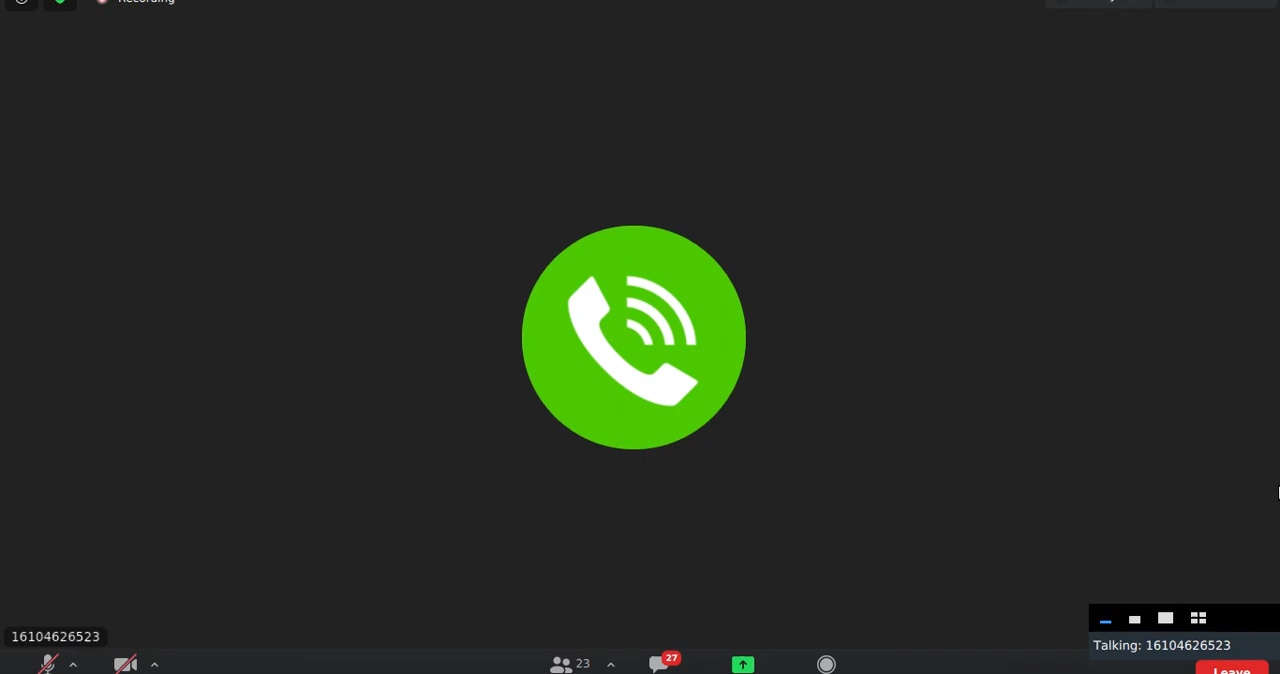 Recording
16104626523
Talking: 16104626523
23
27
Leave